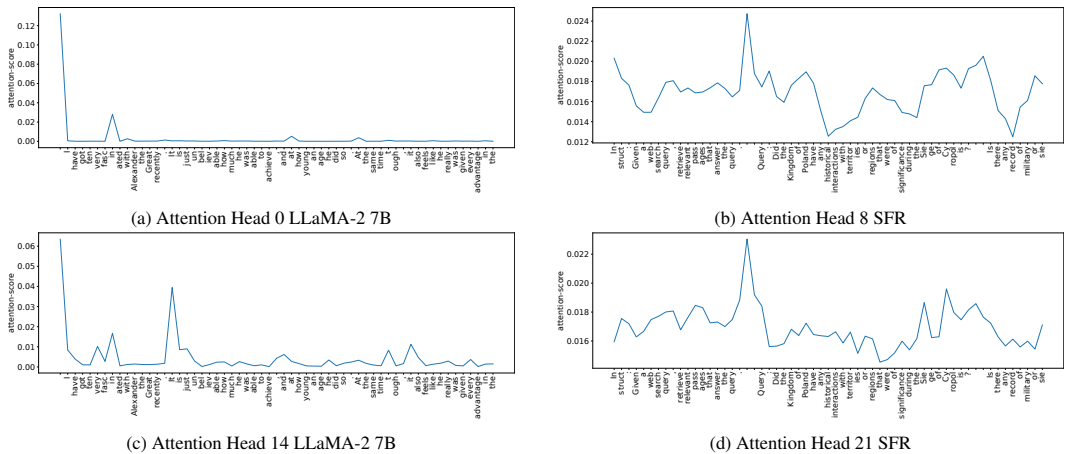 attention-score
0.12
0.10
0.08
0.06
0.04
0.02
0.00
I have got ten very fasc in ated with Alexander the Great recently . It is just un bel iev able how much he was able to achieve , and at how young an age he did so . At the same time t ough t , it also feels like he really was given every advantage in the
(a) Attention Head 0 LLaMA-2 7B
attention-score
0.024
0.022
0.020
0.018
0.016
0.014
0.012
In struct : Given a web search query , retrieve relevant pass ages that answer the query Query : Did the Kingdom of Poland have any historical interactions with territor ies or regions that were of significance during the Sie ge of Cy ropol is ? Is there any record of military or sie
(b) Attention Head 8 SFR
attention-score
0.06
0.05
0.04
0.03
0.02
0.01
0.00
I have got ten very fasc in ated with Alexander the Great recently . It is just un bel iev able how much he was able to achieve , and at how young an age he did so . At the same time t ough t , it also feels like he really was given every advantage in the
(c) Attention Head 14 LLaMA-2 7B
attention-score
0.022
0.020
0.018
0.016
In struct : Given a web search query , retrieve relevant pass ages that answer the query Query : Did the Kingdom of Poland have any historical interactions with territor ies or regions that were of significance during the Sie ge of Cy ropol is ? Is there any record of military or sie
(d) Attention Head 21 SFR